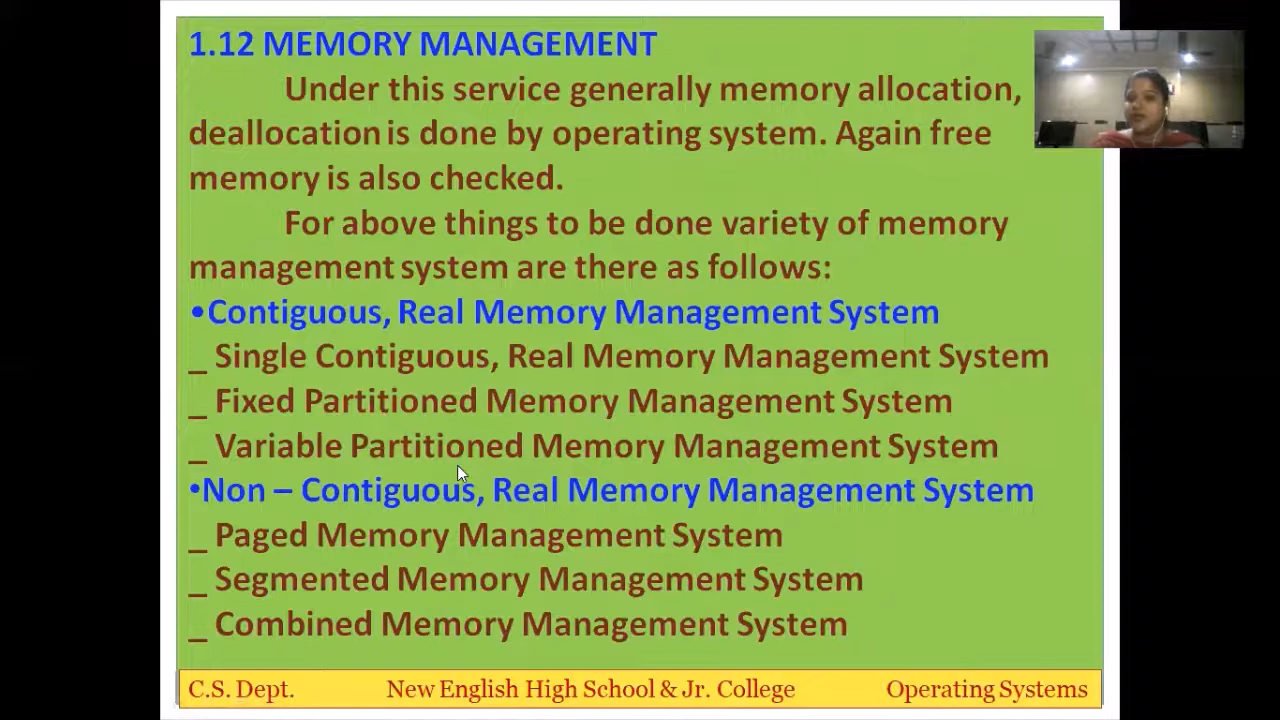 1.12 MEMORY MANAGEMENT
Under this service generally memory allocation,
deallocation is done by operating system. Again free
memory is also checked.
For above things to be done variety of memory
management system are there as follows:
•Contiguous, Real Memory Management System
_ Single Contiguous, Real Memory Management System
_ Fixed Partitioned Memory Management System
_ Variable Partitioned Memory Management System
•Non – Contiguous, Real Memory Management System
_ Paged Memory Management System
_ Segmented Memory Management System
_ Combined Memory Management System
C.S. Dept. New English High School & Jr. College Operating Systems